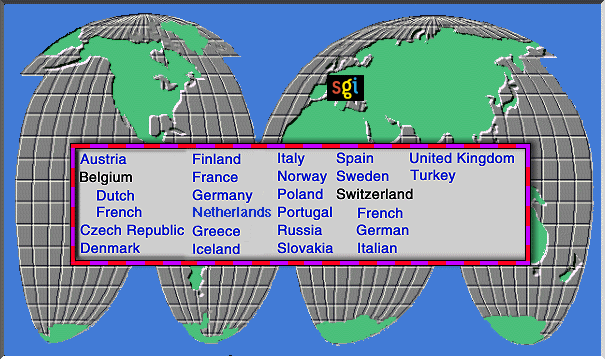 sgi
Austria
Belgium
Dutch
French
Czech Republic
Denmark
Finland
France
Germany
Netherlands
Greece
Iceland
Italy
Norway
Poland
Portugal
Russia
Slovakia
Spain
Sweden
Switzerland
French
German
Italian
United Kingdom
Turkey